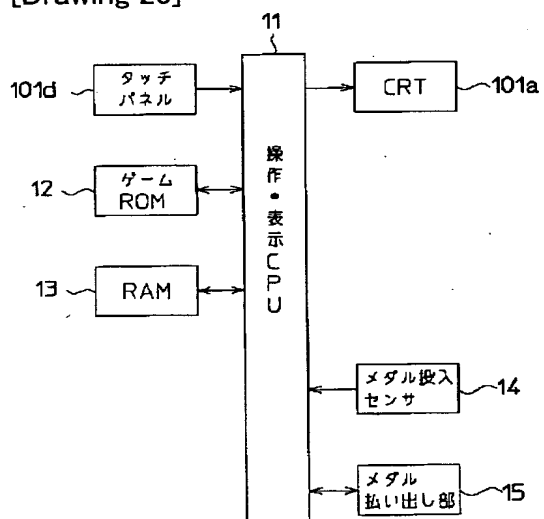 11
101d
タッチ
パネル
CRT
101a
12
ゲーム
ROM
操作・表示CPU
13
RAM
メダル投入
センサ
14
メダル
払い出し部
15